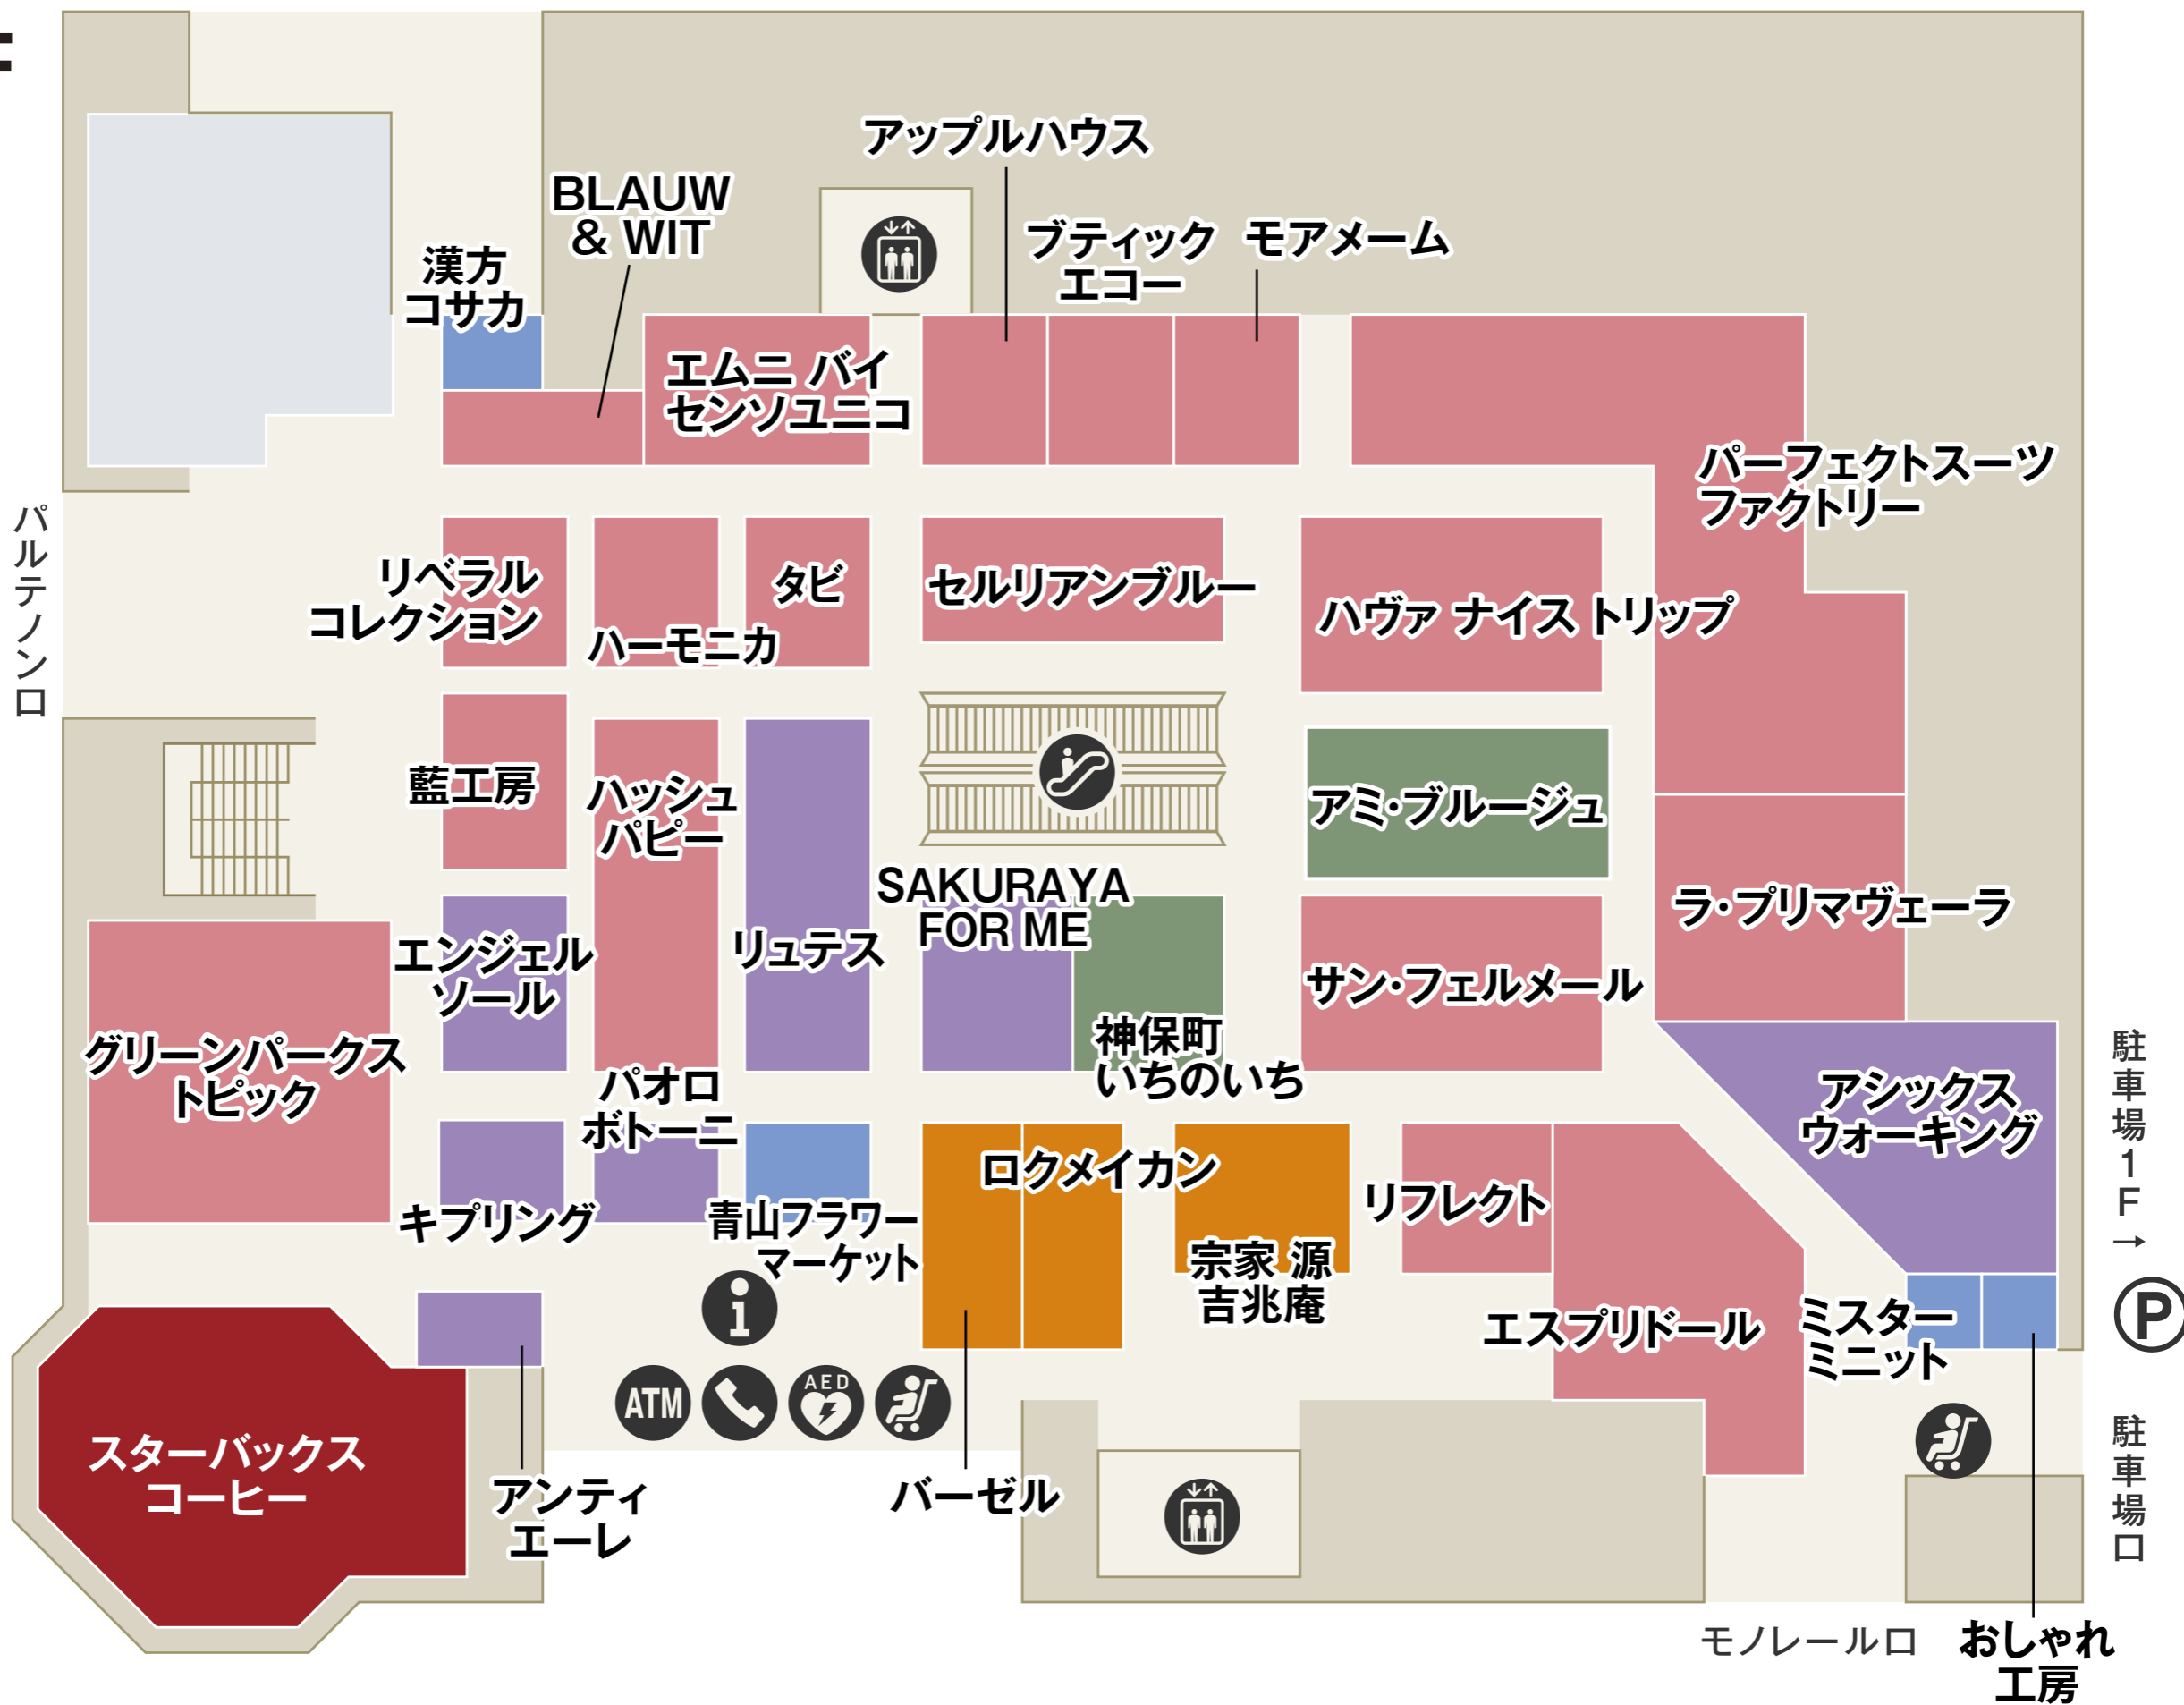 アップルハウス
BLAUW
& WIT
ブティック
エコー
モアメーム
漢方
コサカ
エムニ バイ
センソユニコ
パーフェクトスーツ
ファクトリー
パルテノン口
リベラル
コレクション
ハーモニカ
タビ
セルリアンブルー
ハヴァ ナイス トリップ
藍工房
ハッシュ
パピー
アミ・ブルージュ
SAKURAYA
FOR ME
リュテス
ラ・プリマヴェーラ
エンジェル
ソール
サン・フェルメール
グリーンパークス
トピック
神保町
いちのいち
パオロ
ボトーニ
アシックス
ウォーキング
駐車場1F→
P
ロクメイカン
リフレクト
キプリング
青山フラワー
マーケット
宗家 源
吉兆庵
エスプリドール
ミスター
ミニット
i
ATM
AED
スターバックス
コーヒー
アンティ
エーレ
バーゼル
駐車場口
モノレール口
おしゃれ
工房